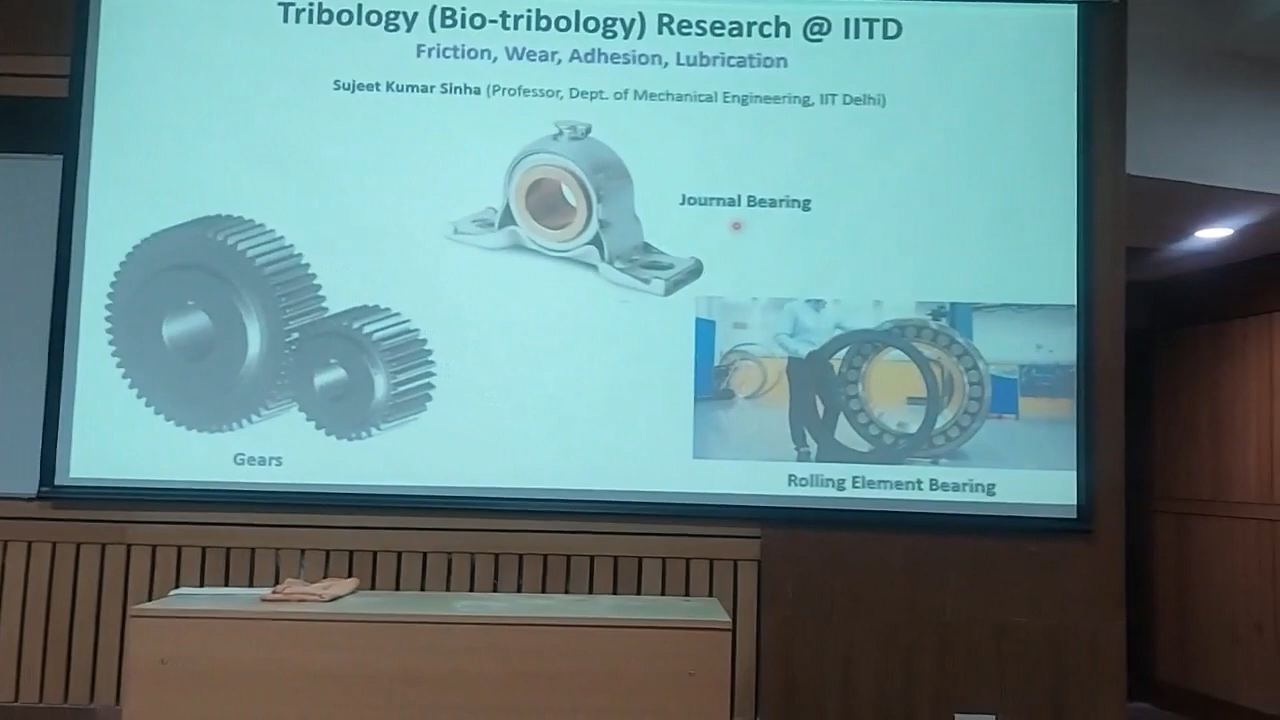 Tribology (Bio-tribology) Research @ IITD
Friction, Wear, Adhesion, Lubrication
Sujeet Kumar Sinha (Professor, Dept. of Mechanical Engineering, IIT Delhi)
Journal Bearing
Gears
Rolling Element Bearing